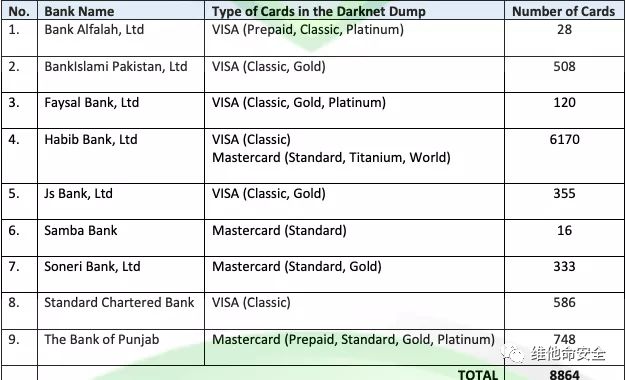 No. Bank Name Type of Cards in the Darknet Dump Number of Cards
1. Bank Alfalah, Ltd VISA (Prepaid, Classic, Platinum) 28
2. BankIslami Pakistan, Ltd VISA (Classic, Gold) 508
3. Faysal Bank, Ltd VISA (Classic, Gold, Platinum) 120
4. Habib Bank, Ltd VISA (Classic) 6170
Mastercard (Standard, Titanium, World)
5. Js Bank, Ltd VISA (Classic, Gold) 355
6. Samba Bank Mastercard (Standard) 16
7. Soneri Bank, Ltd Mastercard (Standard, Gold) 333
8. Standard Chartered Bank VISA (Classic) 586
9. The Bank of Punjab Mastercard (Prepaid, Standard, Gold, Platinum) 748
维他命安全
TOTAL 8864